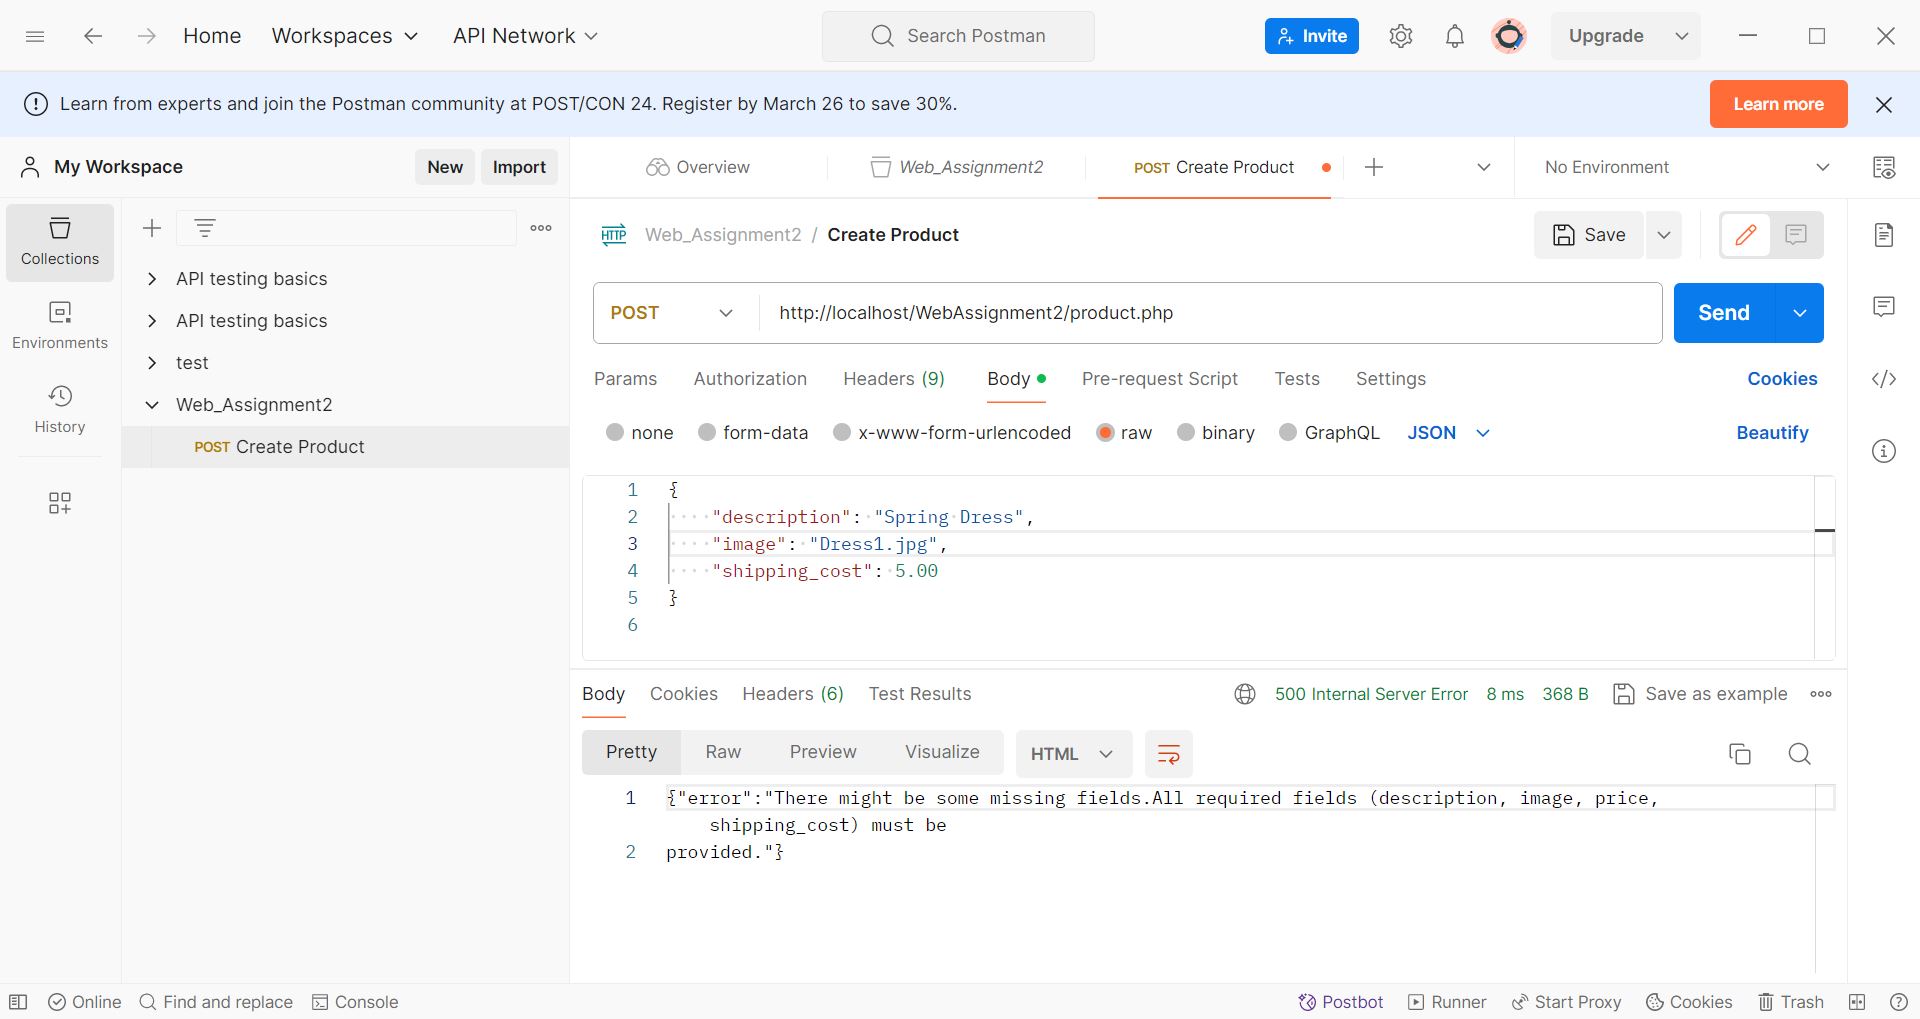 Home
Workspaces
API Network
Search Postman
Invite
Upgrade
Learn from experts and join the Postman community at POST/CON 24. Register by March 26 to save 30%.
Learn more
My Workspace
New
Import
Overview
Web_Assignment2
POST Create Product
No Environment
Collections
Environments
History
API testing basics
API testing basics
test
Web_Assignment2
POST Create Product
HTTP
Web_Assignment2 / Create Product
Save
POST
http://localhost/WebAssignment2/product.php
Send
Params
Authorization
Headers (9)
Body
Pre-request Script
Tests
Settings
Cookies
none
form-data
x-www-form-urlencoded
raw
binary
GraphQL
JSON
Beautify
1 {
2 "description": "Spring Dress",
3 "image": "Dress1.jpg",
4 "shipping_cost": 5.00
5 }
6
Body
Cookies
Headers (6)
Test Results
500 Internal Server Error
8 ms
368 B
Save as example
Pretty
Raw
Preview
Visualize
HTML
1 {"error":"There might be some missing fields.All required fields (description, image, price,
shipping_cost) must be
2 provided."}
Online
Find and replace
Console
Postbot
Runner
Start Proxy
Cookies
Trash